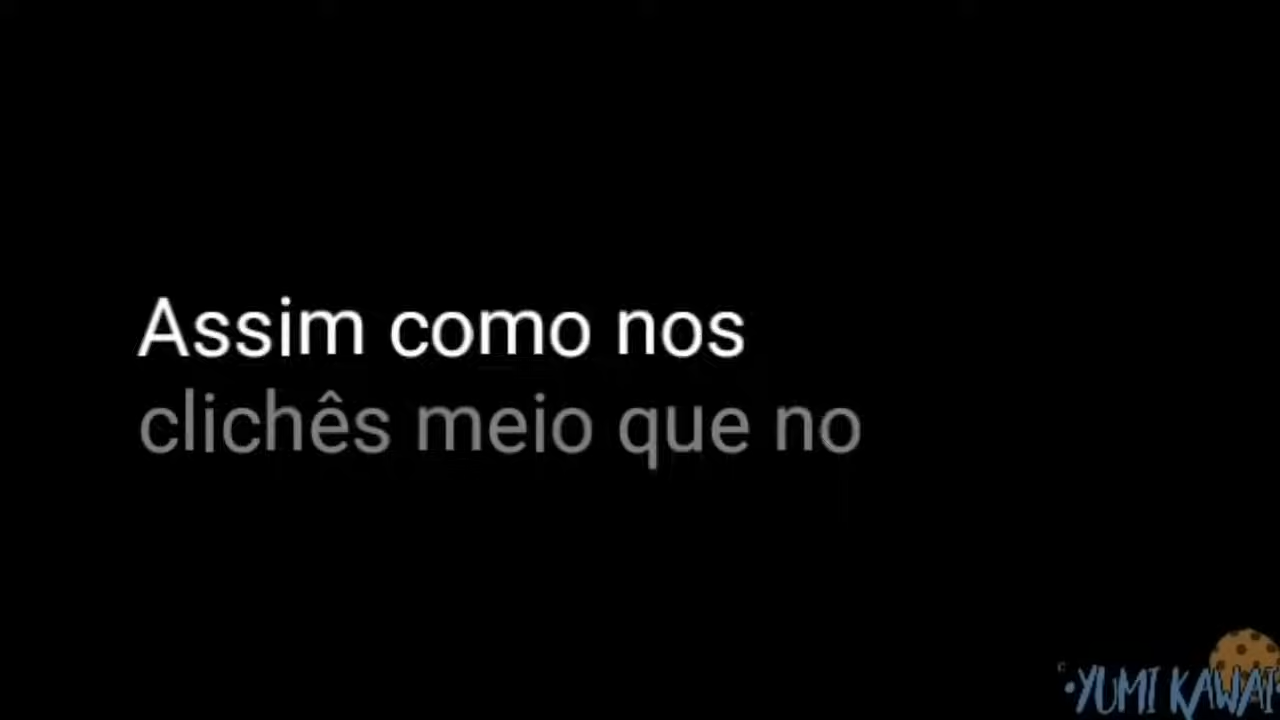 Assim como nos
clichês meio que no
•YUMI KAWAI•